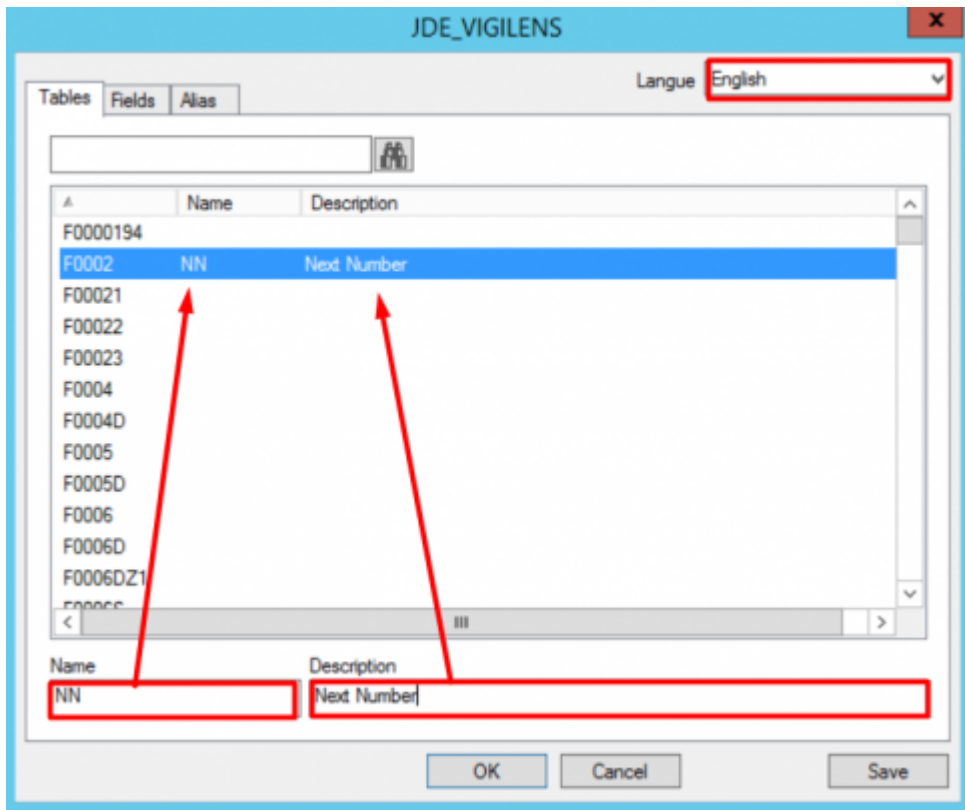 JDE_VIGILENS
x
Langue English
Tables Fields Alias
Name Description
F0000194
F0002 NN Next Number
F00021
F00022
F00023
F0004
F0004D
F0005
F0005D
F0006
F0006D
F0006DZ1
Name Description
NN Next Number
OK Cancel Save